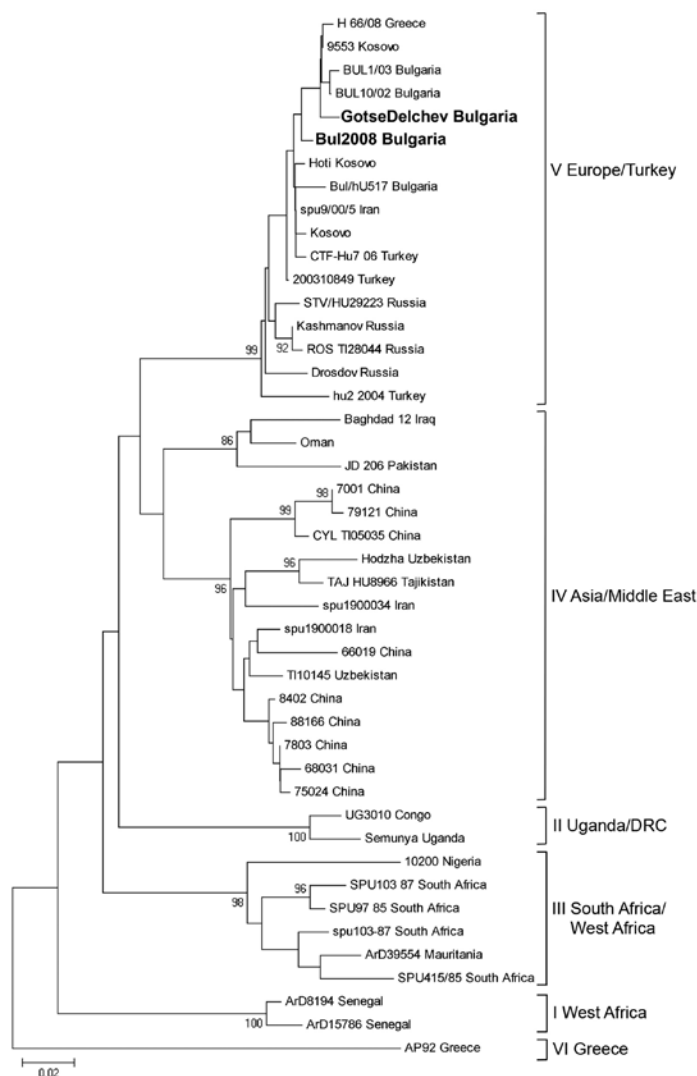 H 66/08 Greece
9553 Kosovo
BUL1/03 Bulgaria
BUL10/02 Bulgaria
GotseDelchev Bulgaria
Bul2008 Bulgaria
Hoti Kosovo
Bul/hU517 Bulgaria
spu9/00/5 Iran
Kosovo
CTF-Hu7 06 Turkey
200310849 Turkey
STV/HU29223 Russia
Kashmanov Russia
92
ROS TI28044 Russia
99
Drosdov Russia
hu2 2004 Turkey
V Europe/Turkey
Baghdad 12 Iraq
86
Oman
JD 206 Pakistan
98
7001 China
99
79121 China
CYL TI05035 China
96
Hodzha Uzbekistan
96
TAJ HU8966 Tajikistan
spu1900034 Iran
spu1900018 Iran
66019 China
TI10145 Uzbekistan
8402 China
88166 China
7803 China
68031 China
75024 China
IV Asia/Middle East
UG3010 Congo
100
Semunya Uganda
II Uganda/DRC
10200 Nigeria
96
SPU103 87 South Africa
98
SPU97 85 South Africa
spu103-87 South Africa
ArD39554 Mauritania
SPU415/85 South Africa
III South Africa/
West Africa
ArD8194 Senegal
100
ArD15786 Senegal
I West Africa
AP92 Greece
VI Greece
0.02